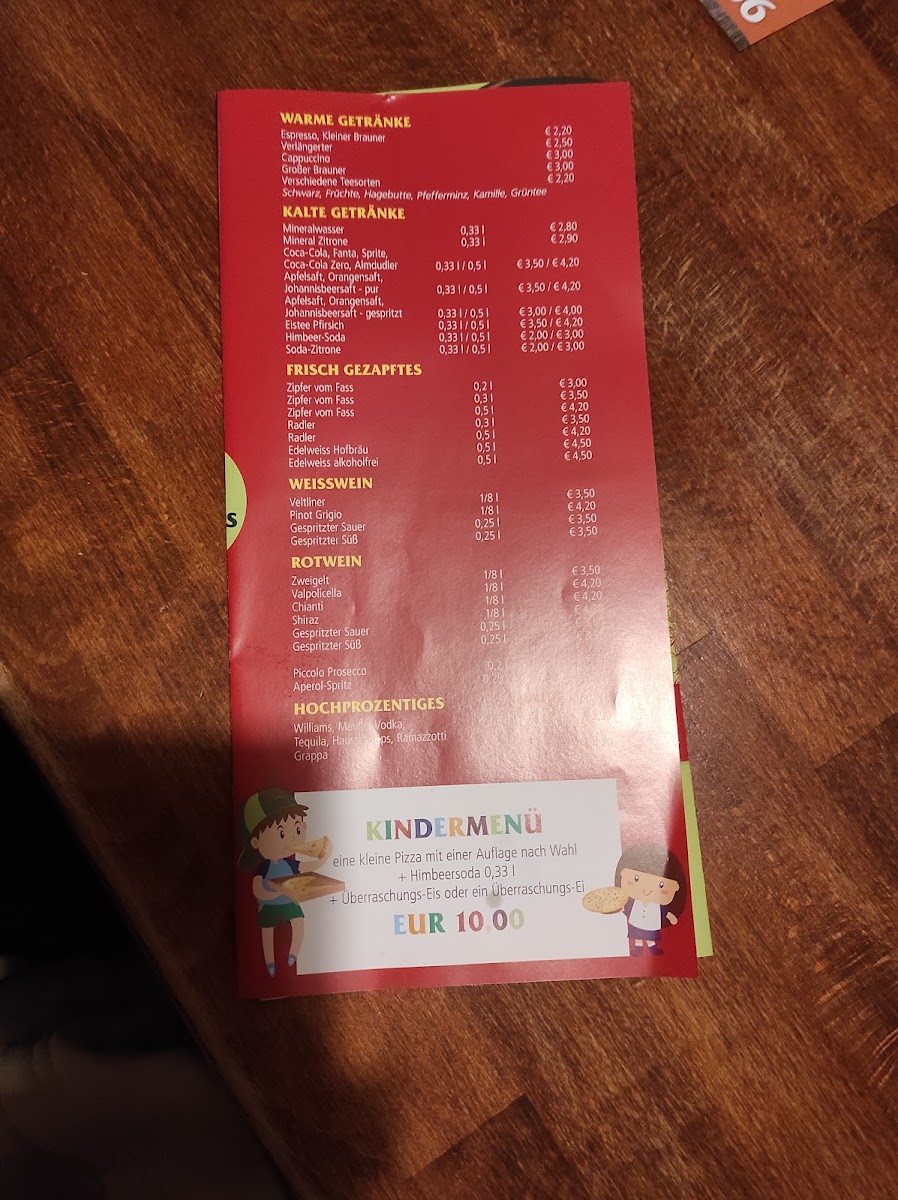 96
WARME GETRÄNKE
Espresso, Kleiner Brauner € 2,20
Verlängerter € 2,50
Cappuccino € 3,00
Großer Brauner € 3,00
Verschiedene Teesorten € 2,20
Schwarz, Früchte, Hagebutte, Pfefferminz, Kamille, Grüntee
KALTE GETRÄNKE
Mineralwasser 0,33 l € 2,80
Mineral Zitrone 0,33 l € 2,90
Coca-Cola, Fanta, Sprite,
Coca-Cola Zero, Almdudler 0,33 l / 0,5 l € 3,50 / € 4,20
Apfelsaft, Orangensaft,
Johannisbeersaft - pur 0,33 l / 0,5 l € 3,50 / € 4,20
Apfelsaft, Orangensaft,
Johannisbeersaft - gespritzt 0,33 l / 0,5 l € 3,00 / € 4,00
Eistee Pfirsich 0,33 l / 0,5 l € 3,50 / € 4,20
Himbeer-Soda 0,33 l / 0,5 l € 2,00 / € 3,00
Soda-Zitrone 0,33 l / 0,5 l € 2,00 / € 3,00
FRISCH GEZAPFTES
Zipfer vom Fass 0,2 l € 3,00
Zipfer vom Fass 0,3 l € 3,50
Zipfer vom Fass 0,5 l € 4,20
Radler 0,3 l € 3,50
Radler 0,5 l € 4,20
Edelweiss Hofbräu 0,5 l € 4,50
Edelweiss alkoholfrei 0,5 l € 4,50
WEISSWEIN
Veltliner 1/8 l € 3,50
Pinot Grigio 1/8 l € 4,20
Gespritzter Sauer 0,25 l € 3,50
Gespritzter Süß 0,25 l € 3,50
s
ROTWEIN
Zweigelt 1/8 l € 3,50
Valpolicella 1/8 l € 4,20
Chianti 1/8 l € 4,20
Shiraz 1/8 l € 4,20
Gespritzter Sauer 0,25 l
Gespritzter Süß 0,25 l
Piccolo Prosecco 0,2 l
Aperol-Spritz 0,25
HOCHPROZENTIGES
Williams, Vodka,
Tequila, Ramazzotti
Grappa
KINDERMENÜ
eine kleine Pizza mit einer Auflage nach Wahl
+ Himbeersoda 0,33 l
+ Überraschungs-Eis oder ein Überraschungs-Ei
EUR 10,00